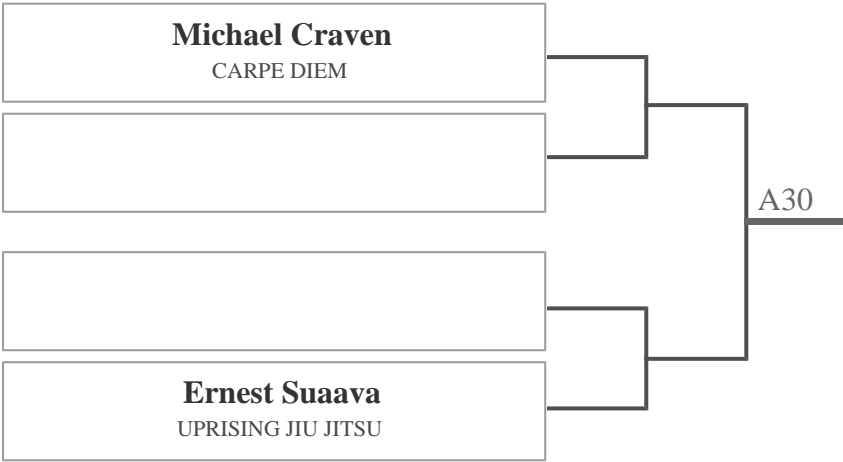 Michael Craven
CARPE DIEM
A30
Ernest Suaava
UPRISING JIU JITSU